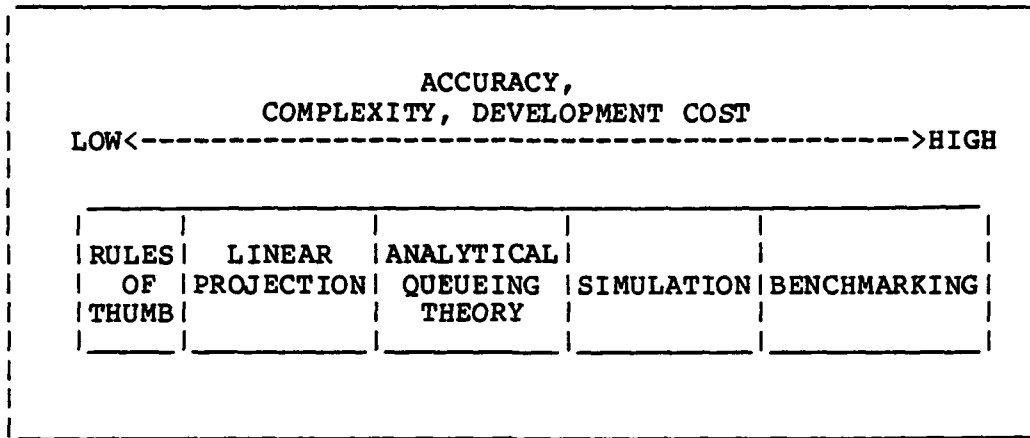 ACCURACY,
COMPLEXITY, DEVELOPMENT COST
LOW<--------------------------------------------->HIGH
RULES LINEAR ANALYTICAL
OF PROJECTION QUEUEING SIMULATION BENCHMARKING
THUMB THEORY